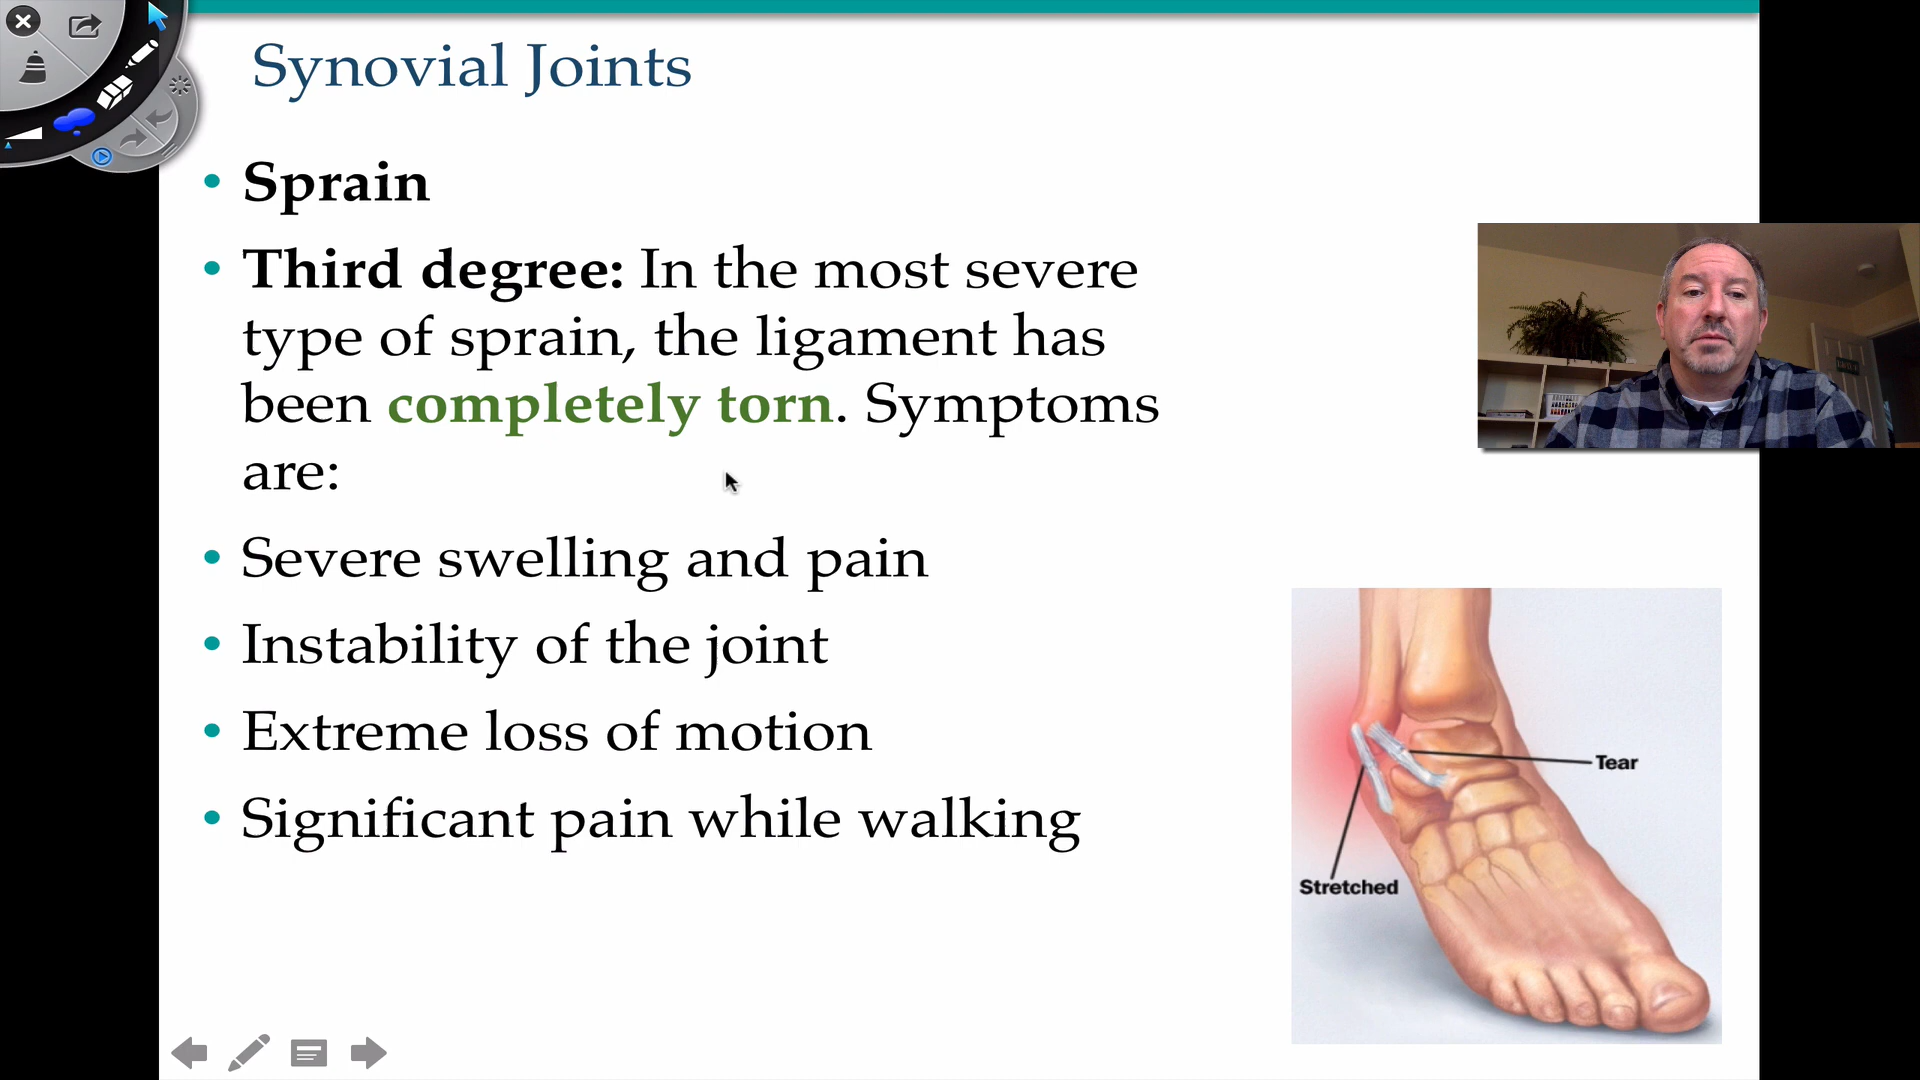 Synovial Joints
• Sprain
• Third degree: In the most severe
type of sprain, the ligament has
been completely torn. Symptoms
are:
• Severe swelling and pain
• Instability of the joint
• Extreme loss of motion
• Significant pain while walking
Tear
Stretched